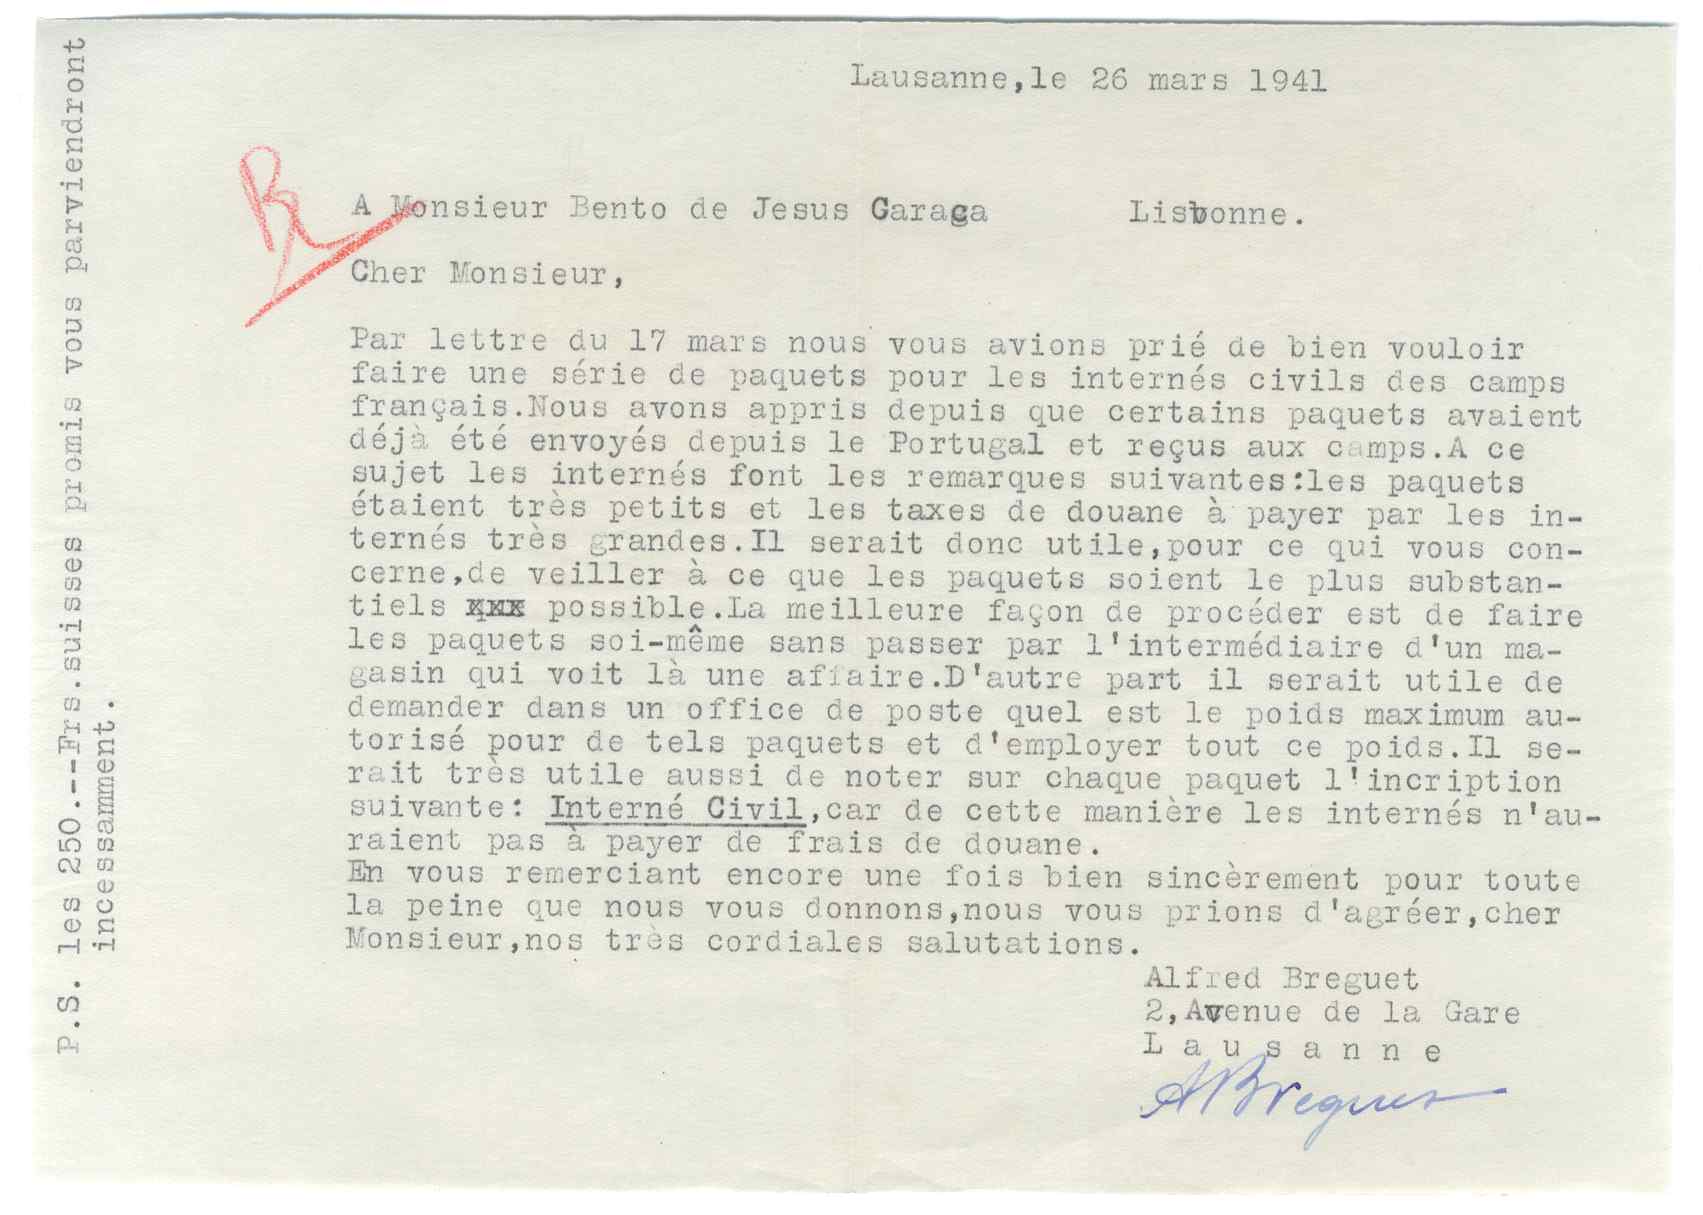 Lausanne,le 26 mars 1941
A Monsieur Bento de Jesus Garaça Lisbonne.
Cher Monsieur,
Par lettre du 17 mars nous vous avions prié de bien vouloir
faire une série de paquets pour les internés civils des camps
français.Nous avons appris depuis que certains paquets avaient
déjà été envoyés depuis le Portugal et reçus aux camps.A ce
sujet les internés font les remarques suivantes:les paquets
étaient très petits et les taxes de douane à payer par les in-
ternés très grandes.Il serait donc utile,pour ce qui vous con-
cerne,de veiller à ce que les paquets soient le plus substan-
tiels xxx possible.La meilleure façon de procéder est de faire
les paquets soi-même sans passer par l'intermédiaire d'un ma-
gasin qui voit là une affaire.D'autre part il serait utile de
demander dans un office de poste quel est le poids maximum au-
torisé pour de tels paquets et d'employer tout ce poids.Il se-
rait très utile aussi de noter sur chaque paquet l'incription
suivante: Interné Civil,car de cette manière les internés n'au-
raient pas à payer de frais de douane.
En vous remerciant encore une fois bien sincèrement pour toute
la peine que nous vous donnons,nous vous prions d'agréer,cher
Monsieur,nos très cordiales salutations.
Alfred Breguet
2,Avenue de la Gare
L a u s a n n e
ABreguet
P.S. les 250.--Frs.suisses promis vous parviendront
incessamment.